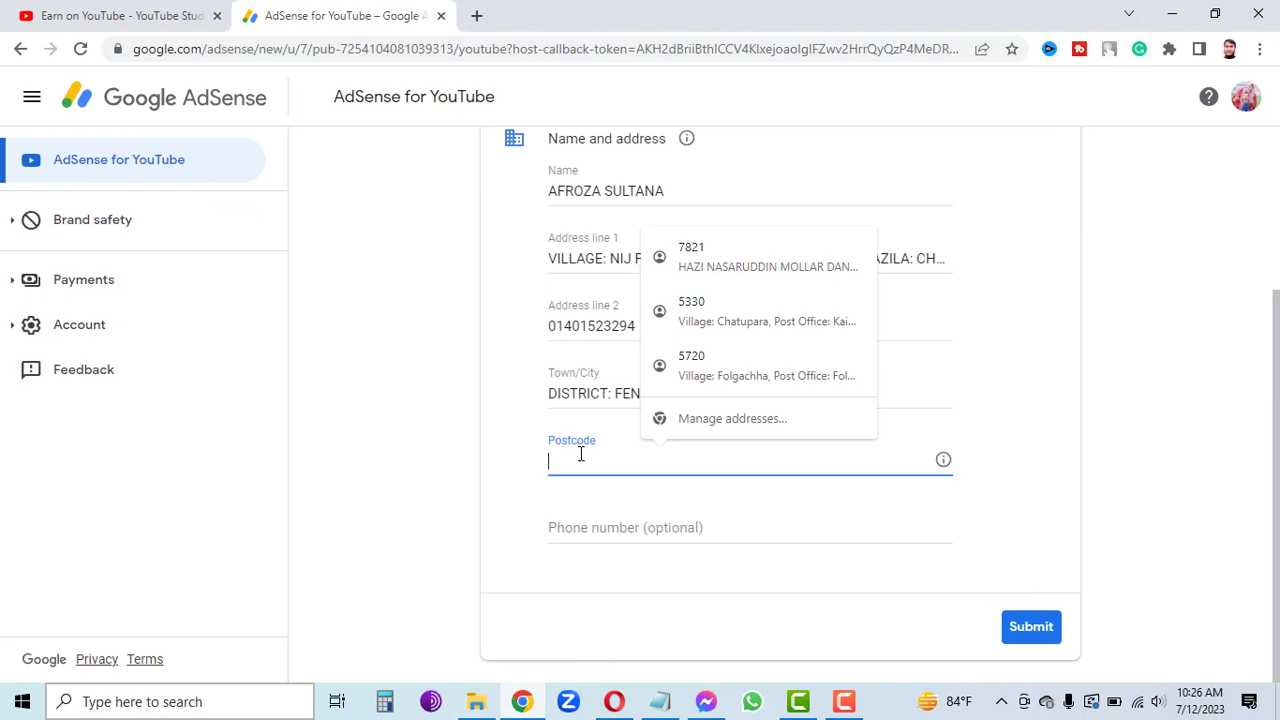 Earn on YouTube - YouTube Stud
AdSense for YouTube – Google A
google.com/adsense/new/u/7/pub-7254104081039313/youtube?host-callback-token=
Google AdSense
AdSense for YouTube
AdSense for YouTube
Brand safety
Payments
Account
Feedback
Google Privacy Terms
Name and address
Name
AFROZA SULTANA
Address line 1
VILLAGE: NIJ F
AZILA: CH...
Address line 2
01401523294
Town/City
DISTRICT: FEN
7821
HAZI NASARUDDIN MOLLAR DAN...
5330
Village: Chatupara, Post Office: Kai...
5720
Village: Folgachha, Post Office: Fol...
Manage addresses...
Postcode
Phone number (optional)
Submit
Type here to search
84°F
10:26 AM
7/12/2023